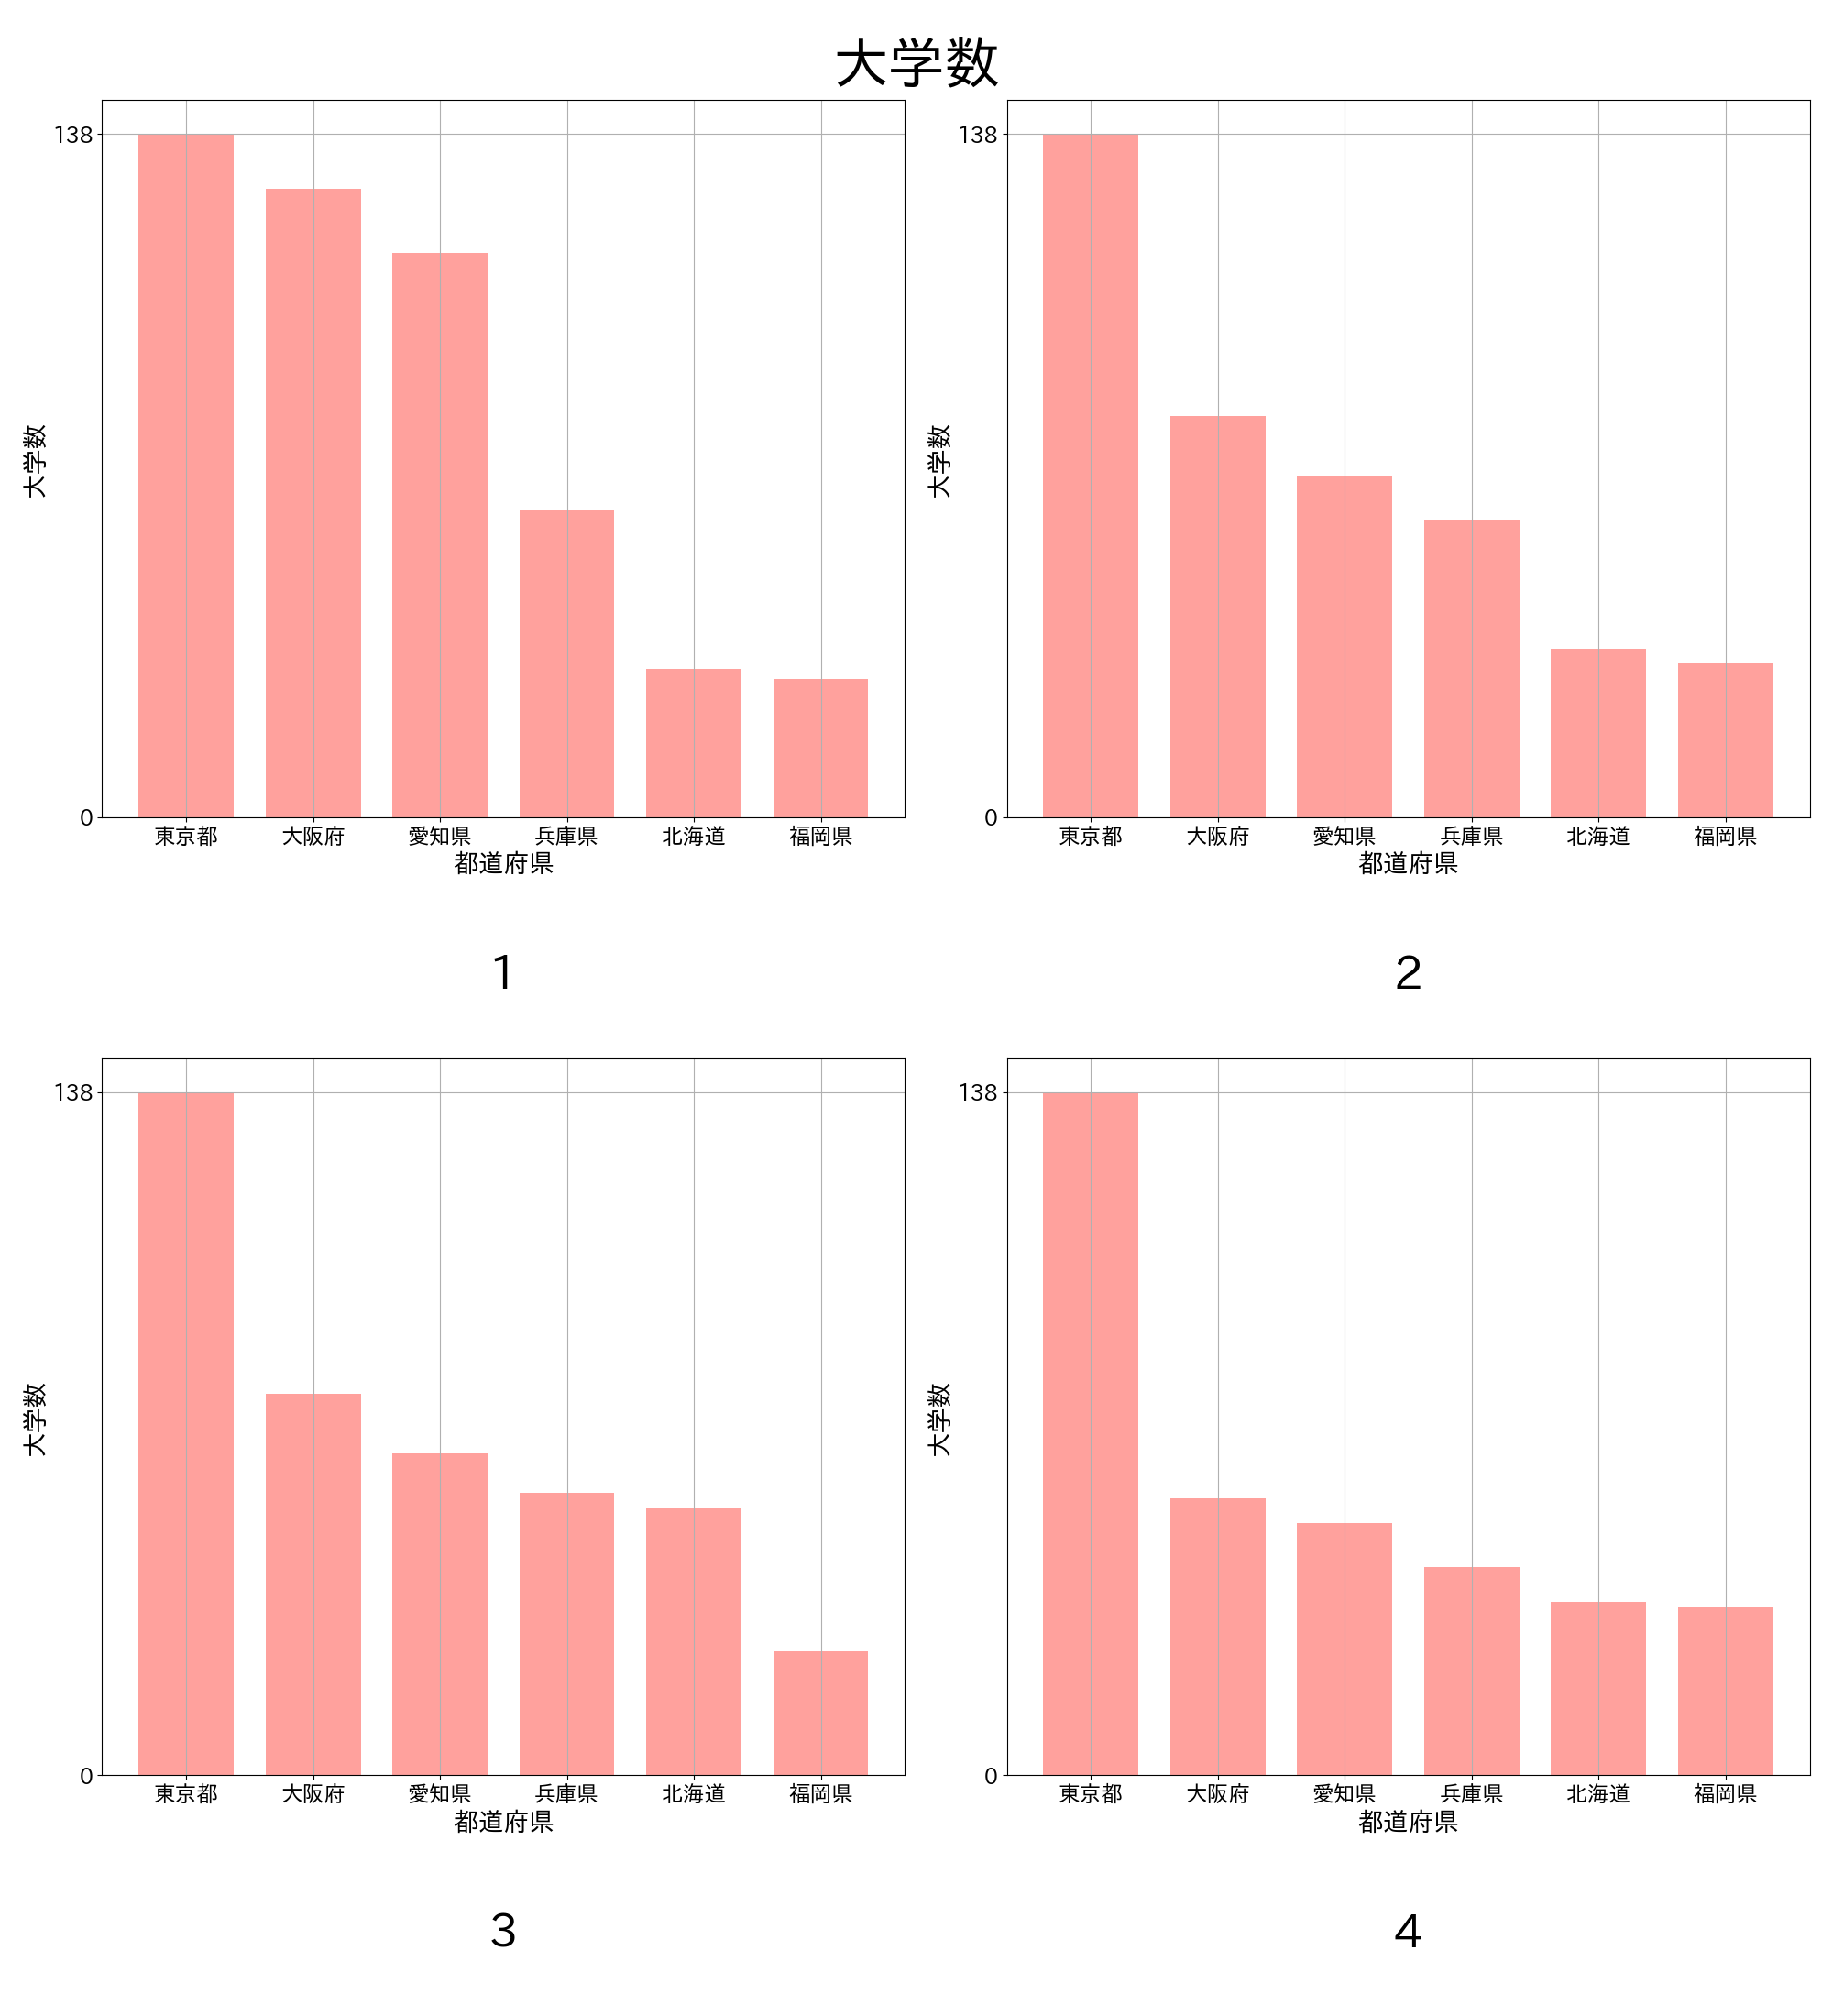 大学数
138
大学数
0
東京都 大阪府 愛知県 兵庫県 北海道 福岡県
都道府県
1
138
大学数
0
東京都 大阪府 愛知県 兵庫県 北海道 福岡県
都道府県
2
138
大学数
0
東京都 大阪府 愛知県 兵庫県 北海道 福岡県
都道府県
3
138
大学数
0
東京都 大阪府 愛知県 兵庫県 北海道 福岡県
都道府県
4